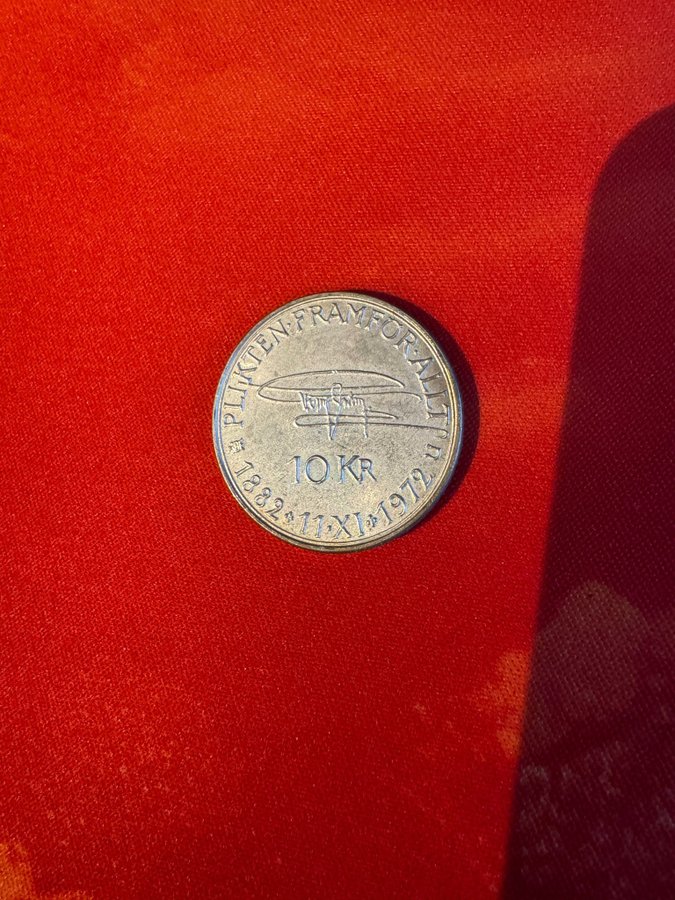 PLIKTEN·FRAMFÖR·ALLT
10 KR
1882·11·XI·1972
U